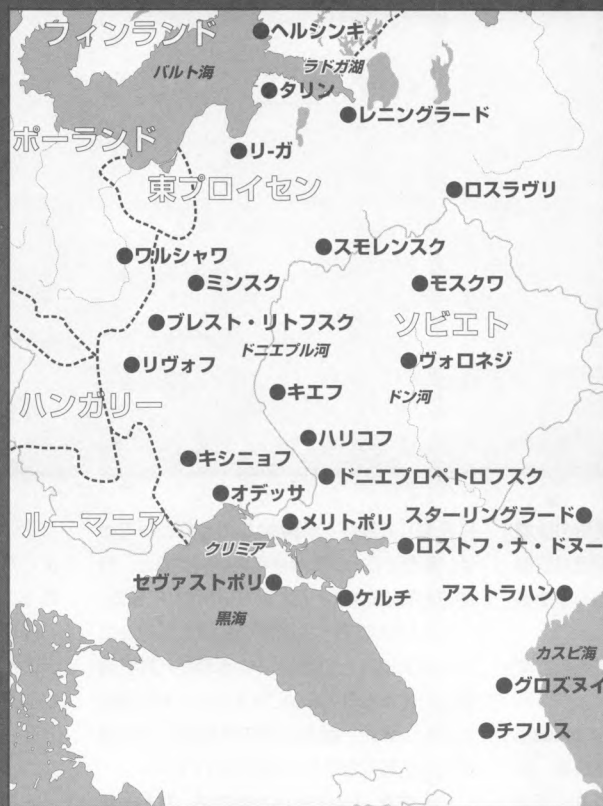 フィンランド
●ヘルシンキ
ラドガ湖
バルト海
●タリン
●レニングラード
ポーランド
●リ-ガ
東プロイセン
●ロスラヴリ
●スモレンスク
●ワルシャワ
●ミンスク
●モスクワ
●ブレスト・リトフスク
ソビエト
ドニエプル河
●リヴォフ
●ヴォロネジ
●キエフ
ドン河
ハンガリー
●ハリコフ
●キシニョフ
●ドニエプロペトロフスク
●オデッサ
スターリングラード●
ルーマニア
●メリトポリ
●ロストフ・ナ・ドヌー
クリミア
セヴァストポリ●
●ケルチ
アストラハン●
黒海
カスピ海
●グロズヌイ
●チフリス